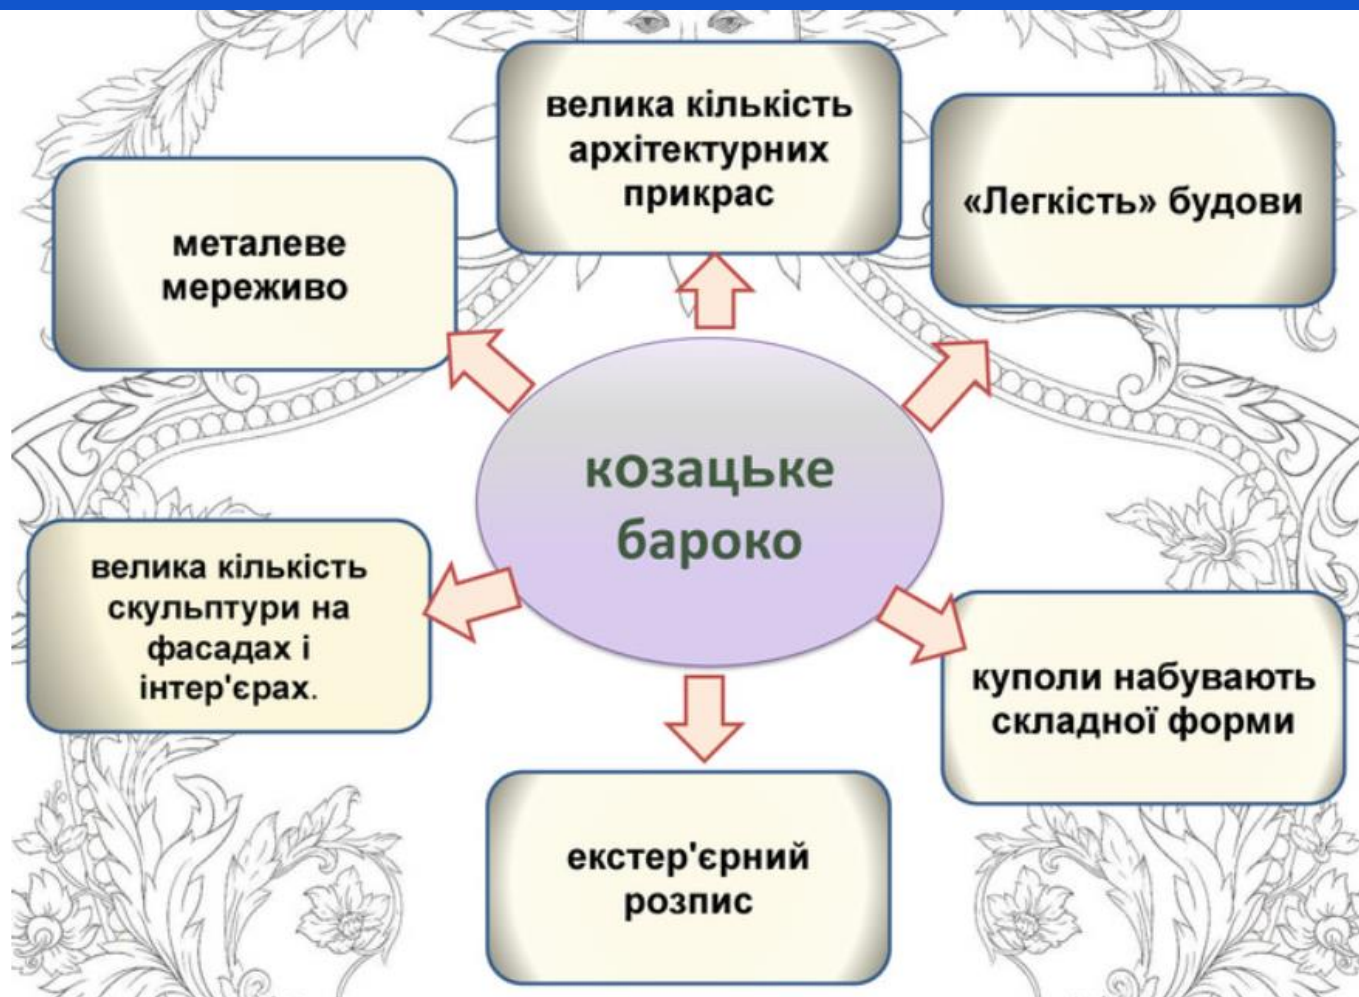 велика кількість
архітектурних
прикрас
«Легкість» будови
металеве
мереживо
козацьке
бароко
велика кількість
скульптури на
фасадах і
інтер'єрах.
куполи набувають
складної форми
екстер'єрний
розпис